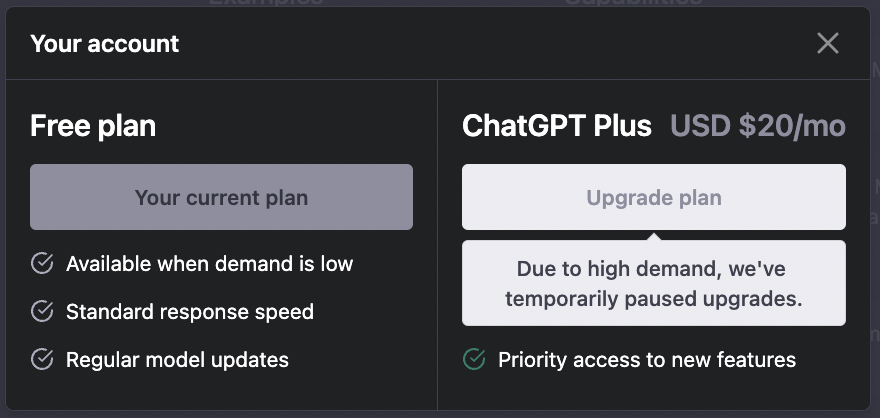 Examples
Capabilities
Your account
Free plan
Your current plan
Available when demand is low
Standard response speed
Regular model updates
ChatGPT Plus USD $20/mo
Upgrade plan
Due to high demand, we've
temporarily paused upgrades.
Priority access to new features